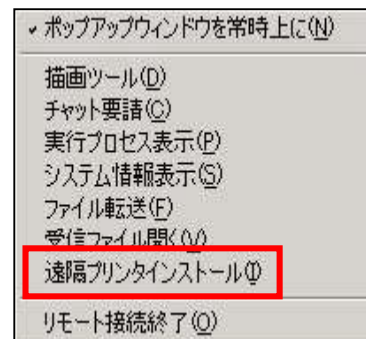 ✓ ポップアップウィンドウを常時上に(N)
描画ツール(D)
チャット要請(C)
実行プロセス表示(P)
システム情報表示(S)
ファイル転送(F)
受信ファイル開く(V)
遠隔プリンタインストール(I)
リモート接続終了(O)